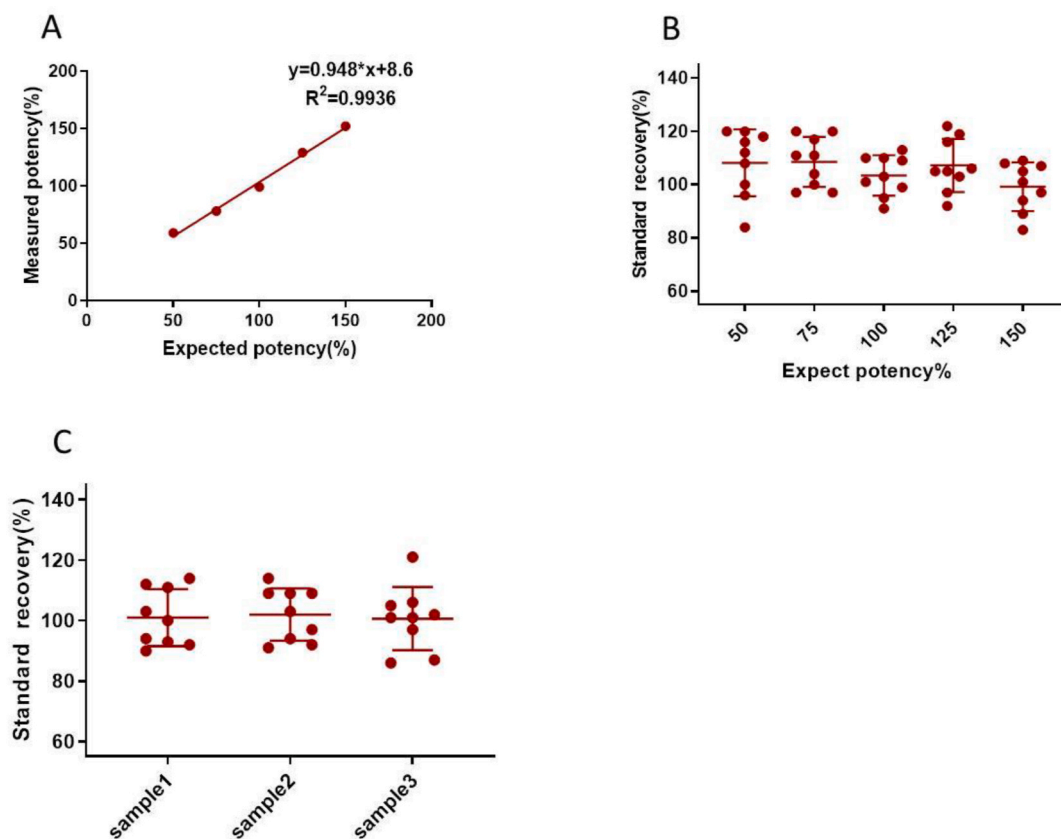 A
y=0.948*x+8.6
R²=0.9936
Measured potency(%)
200
150
100
50
0
0 50 100 150 200
Expected potency(%)
B
Standard recovery(%)
140
120
100
80
60
50 75 100 125 150
Expect potency%
C
Standard recovery(%)
140
120
100
80
60
sample1 sample2 sample3